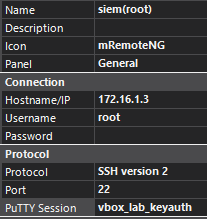 Name siem(root)
Description
Icon mRemoteNG
Panel General
Connection
Hostname/IP 172.16.1.3
Username root
Password
Protocol
Protocol SSH version 2
Port 22
PuTTY Session vbox_lab_keyauth